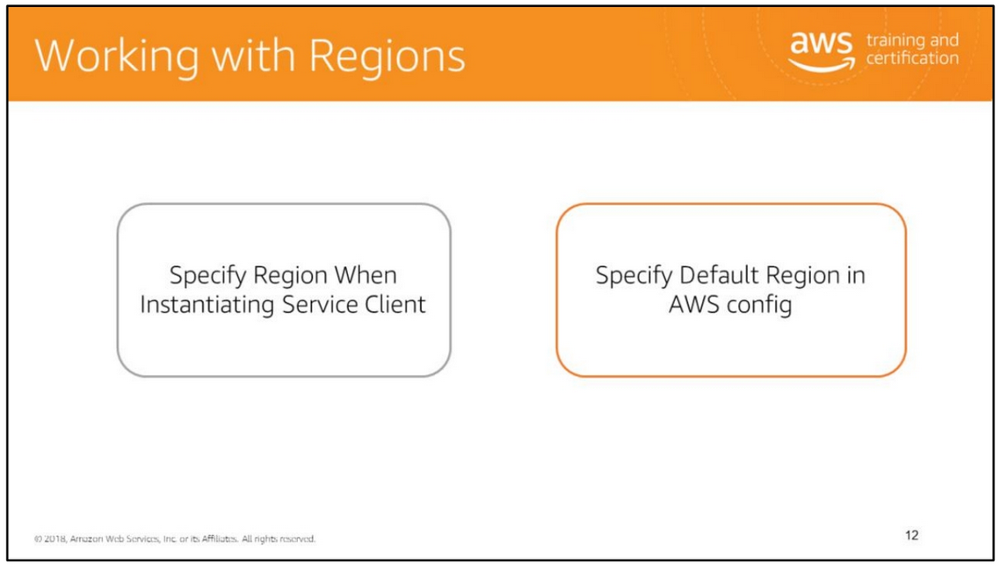 Working with Regions
aws training and
certification
Specify Region When
Instantiating Service Client
Specify Default Region in
AWS config
© 2018, Amazon Web Services, Inc. or its Affiliates. All rights reserved.
12